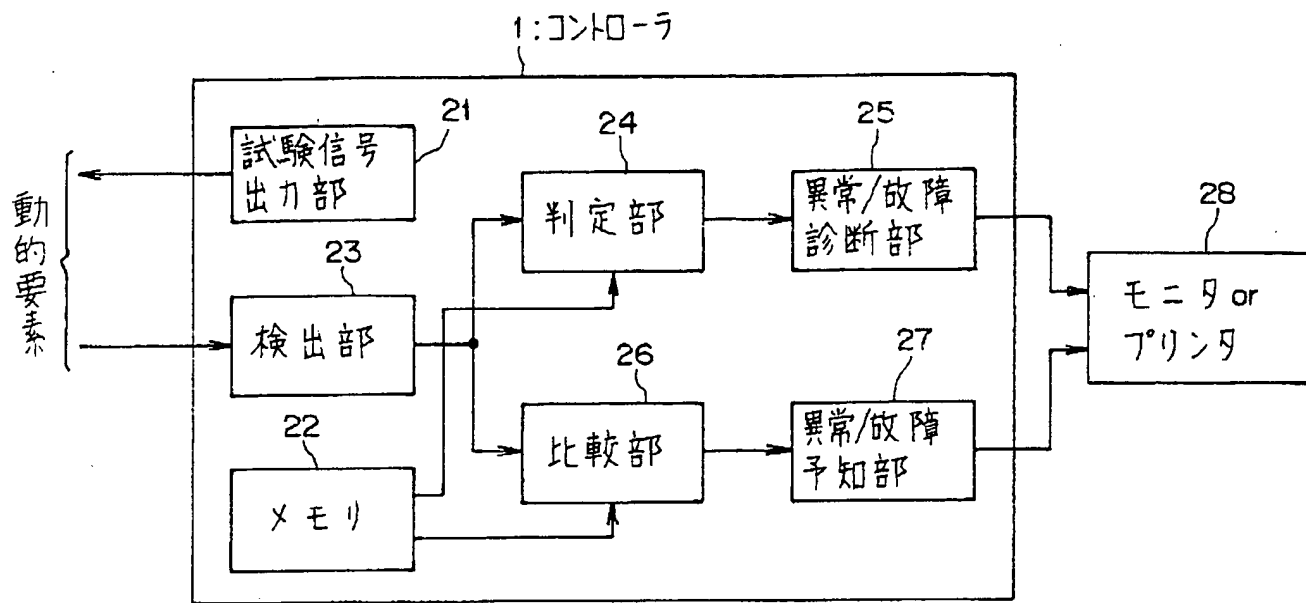 1:コントローラ
21
試験信号
出力部
動的要素
23
検出部
22
メモリ
24
判定部
25
異常/故障
診断部
26
比較部
27
異常/故障
予知部
28
モニタor
プリンタ